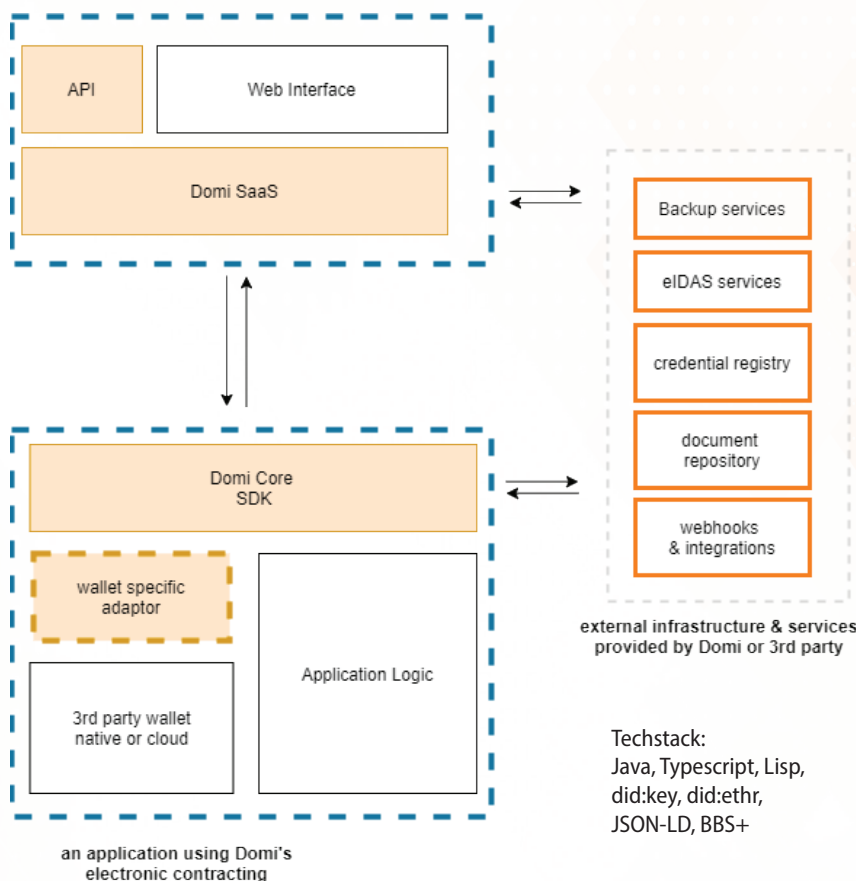 API
Web Interface
Domi SaaS
Backup services
eIDAS services
credential registry
document
repository
webhooks
& integrations
external infrastructure & services
provided by Domi or 3rd party
Domi Core
SDK
wallet specific
adaptor
Application Logic
3rd party wallet
native or cloud
an application using Domi's
electronic contracting
Techstack:
Java, Typescript, Lisp,
did:key, did:ethr,
JSON-LD, BBS+